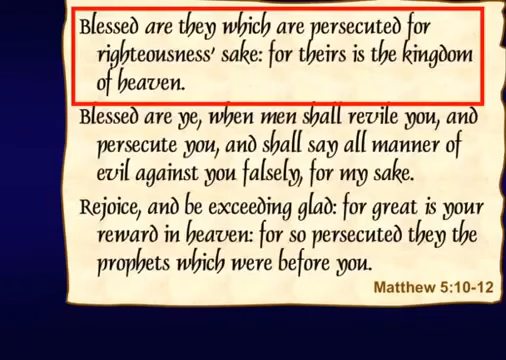 Blessed are they which are persecuted for
righteousness' sake: for theirs is the kingdom
of heaven.
Blessed are ye, when men shall revile you, and
persecute you, and shall say all manner of
evil against you falsely, for my sake.
Rejoice, and be exceeding glad: for great is your
reward in heaven: for so persecuted they the
prophets which were before you.
Matthew 5:10-12